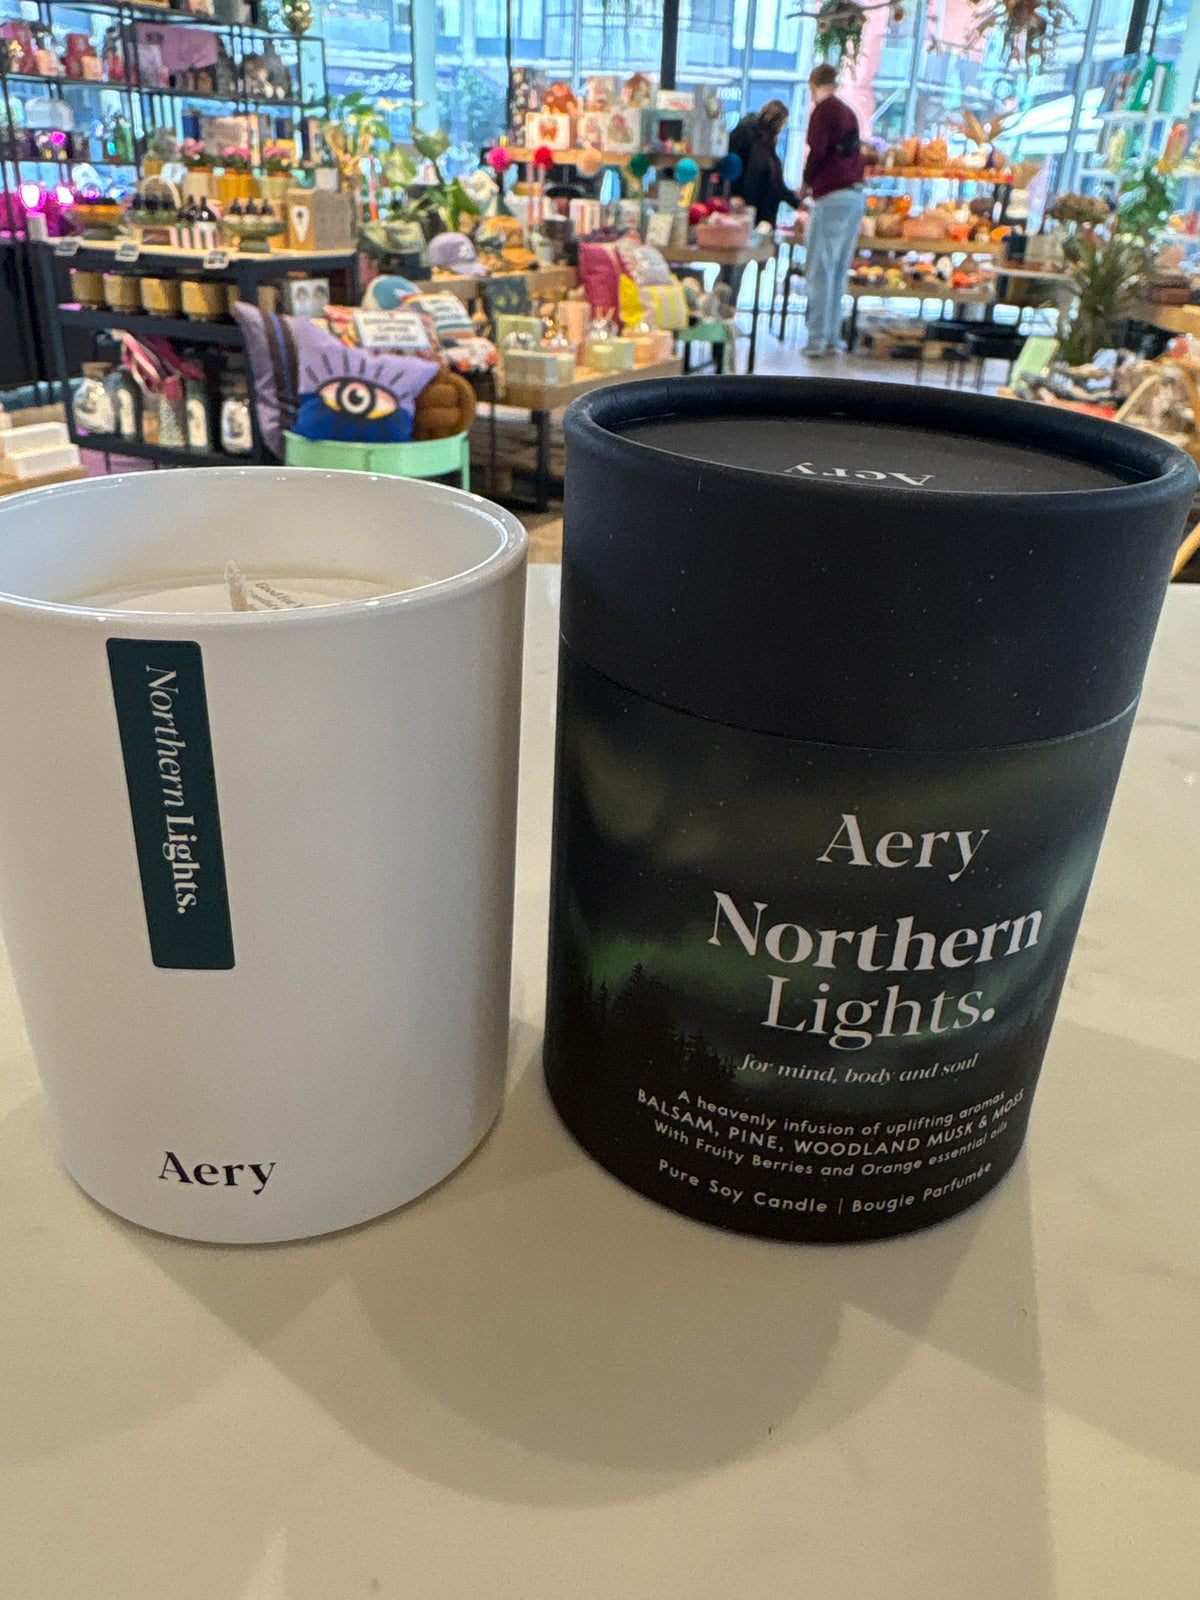 Northern Lights.
Aery
Aery
Aery
Northern
Lights.
for mind, body and soul
A heavenly infusion of uplifting aromas
BALSAM, PINE, WOODLAND MUSK & MOSS
With Fruity Berries and Orange essential oils
Pure Soy Candle | Bougie Parfumée